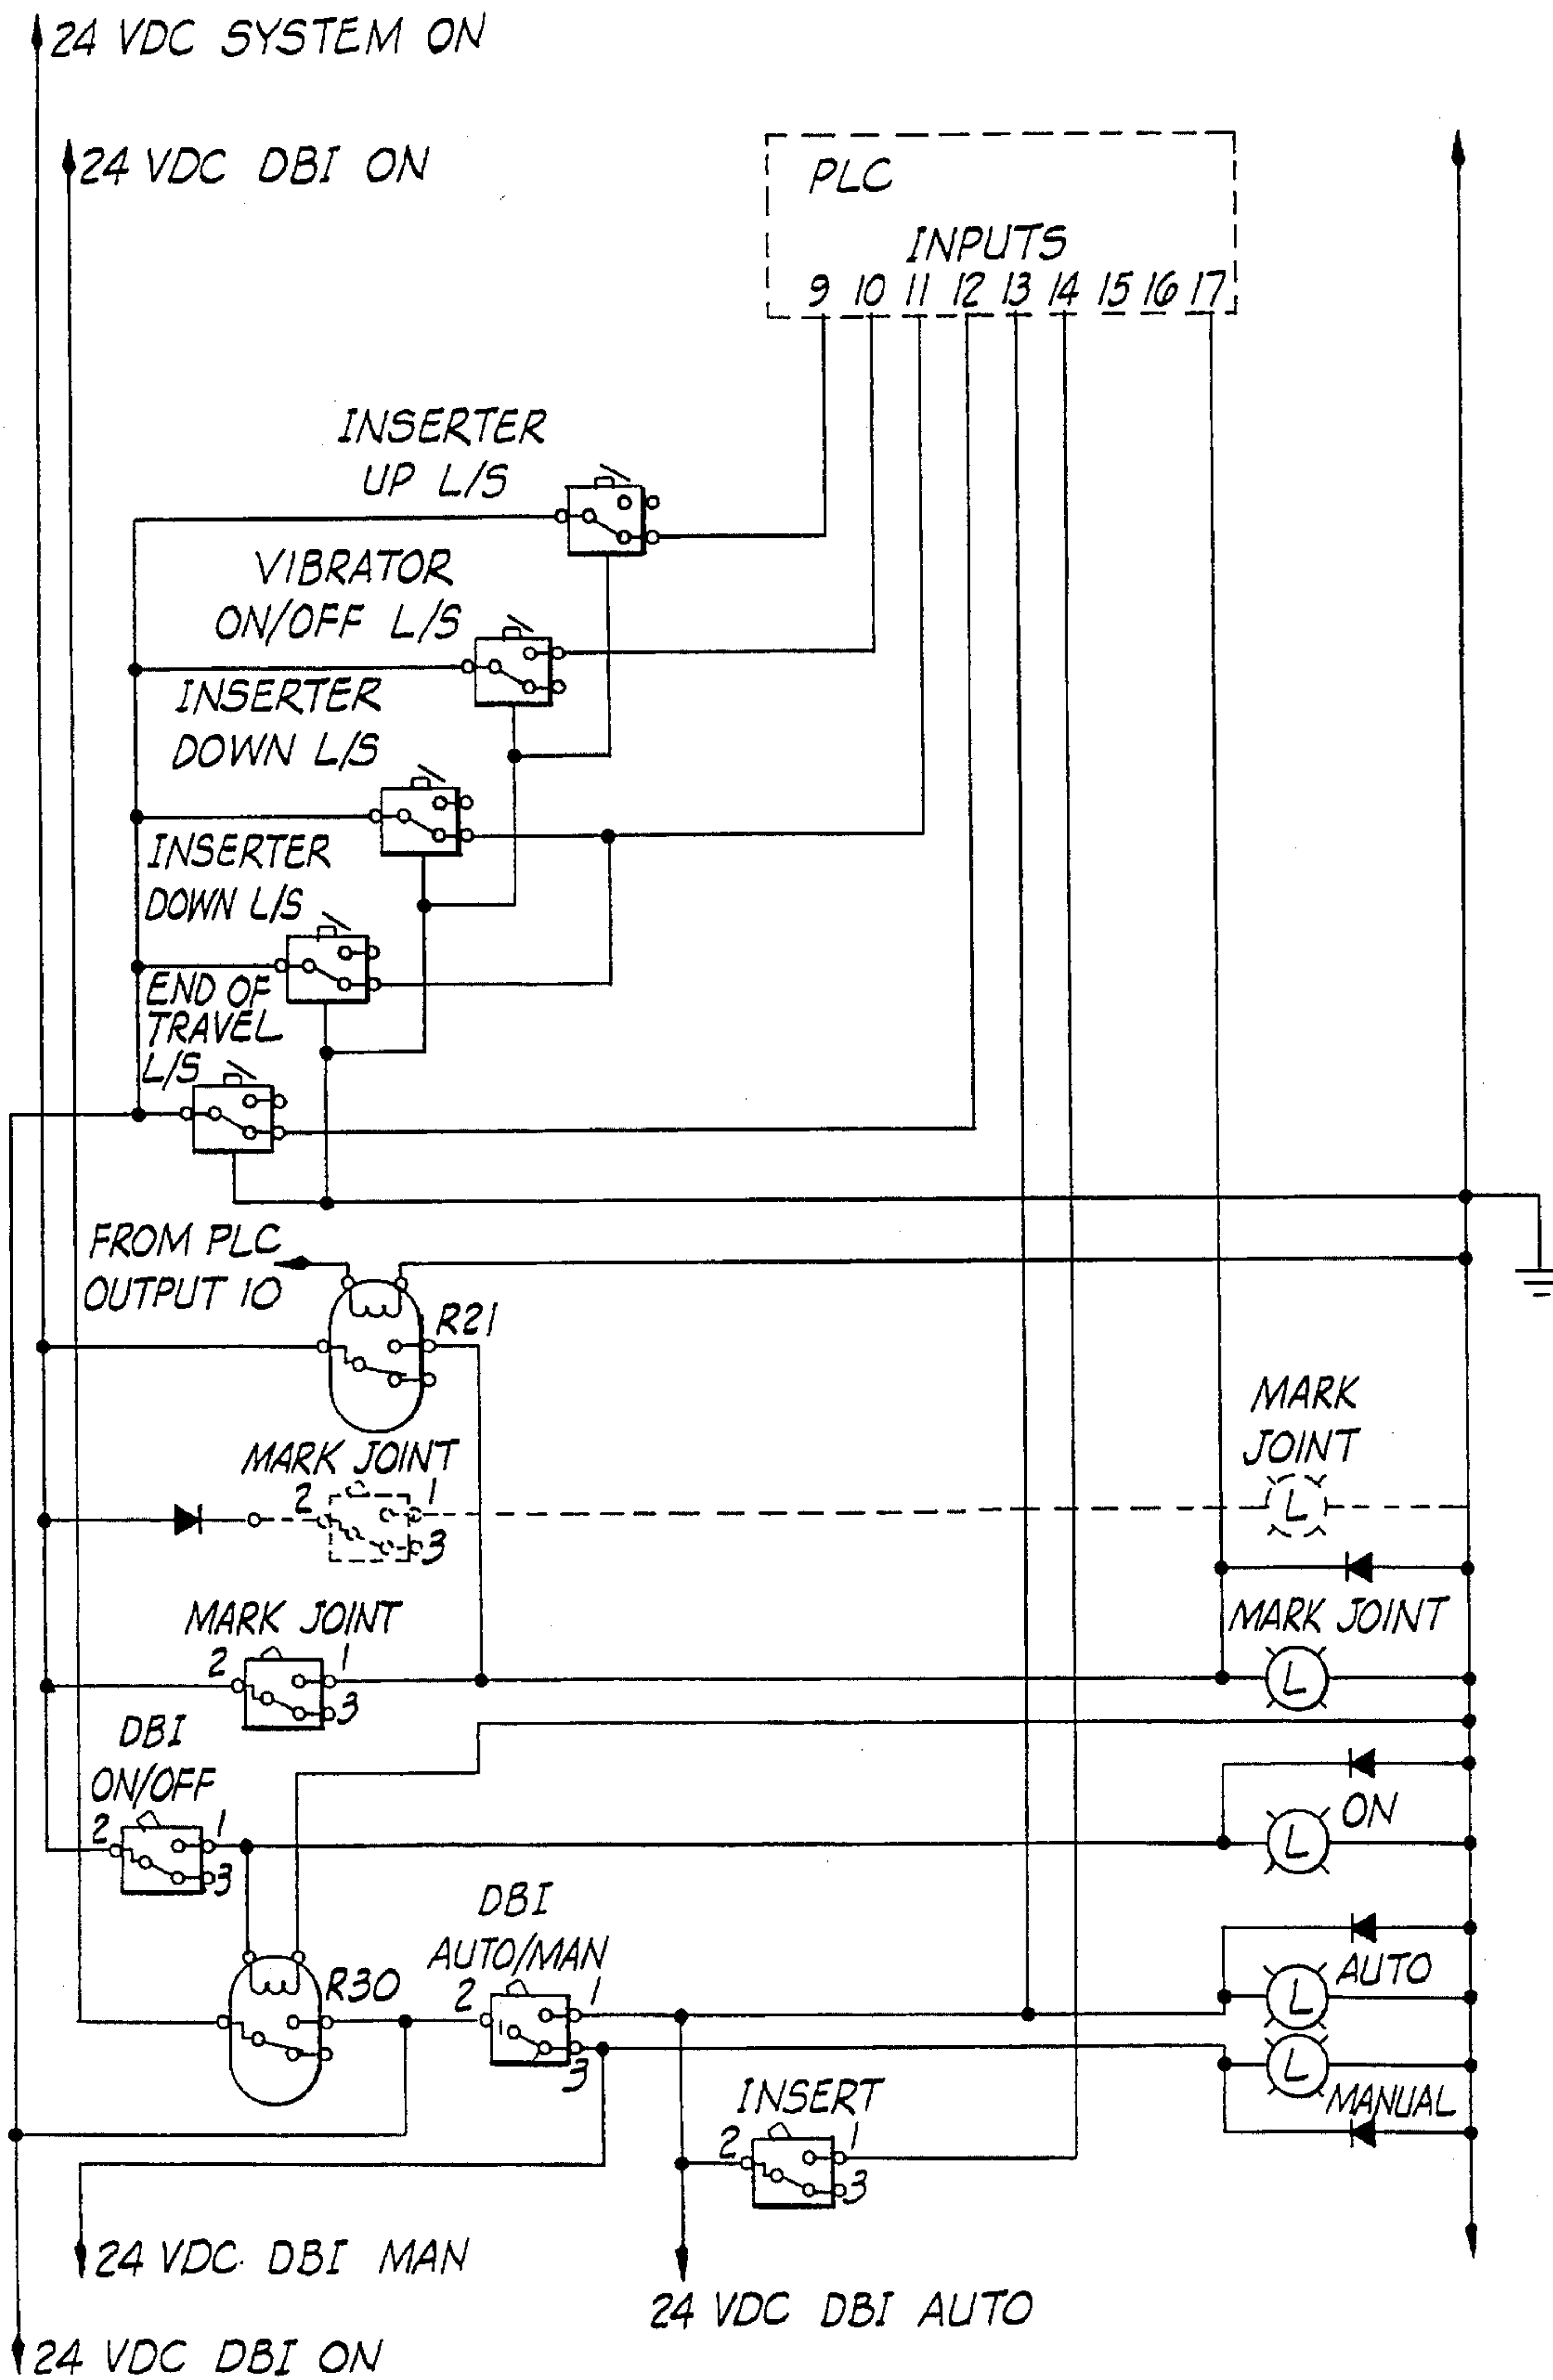 24 VDC SYSTEM ON
24 VDC DBI ON
PLC
INPUTS
9 10 11 12 13 14 15 16 17
INSERTER
UP L/S
VIBRATOR
ON/OFF L/S
INSERTER
DOWN L/S
INSERTER
DOWN L/S
END OF
TRAVEL
L/S
FROM PLC
OUTPUT 10
R21
MARK
JOINT
L
MARK JOINT
2 1
3
MARK JOINT
2 1
3
MARK JOINT
L
DBI
ON/OFF
2 1
3
ON
L
DBI
AUTO/MAN
2 1
3
R30
AUTO
L
L
MANUAL
INSERT
2 1
3
24 VDC DBI MAN
24 VDC DBI AUTO
24 VDC DBI ON